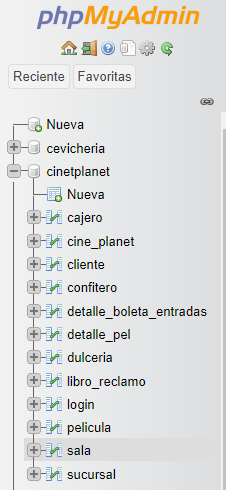 phpMyAdmin
Reciente Favoritas
Nueva
cevicheria
cinetplanet
Nueva
cajero
cine_planet
cliente
confitero
detalle_boleta_entradas
detalle_pel
dulceria
libro_reclamo
login
pelicula
sala
sucursal